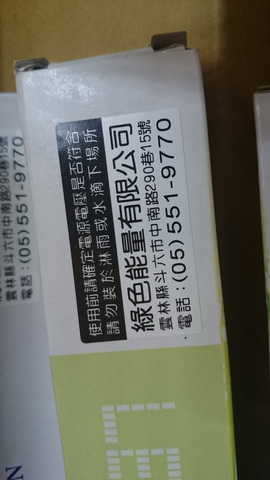 使用前請確定電源電壓是否符合
請勿裝於淋雨或水滴下場所
綠色能量有限公司
雲林縣斗六市中南路290巷15號
電話：(05)551-9770
雲林縣斗六市中南路290巷15號
電話：(05)551-9770